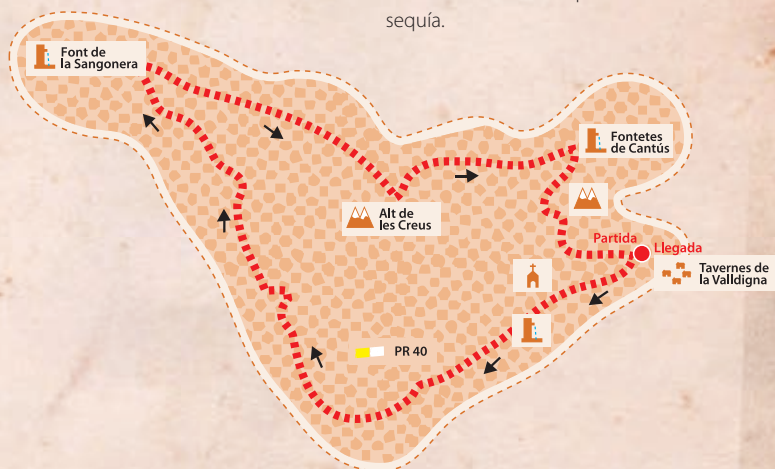 sequía.
Font de
la Sangonera
Fontetes
de Cantús
Alt de
les Creus
Partida
Llegada
Tavernes de
la Valldigna
PR 40